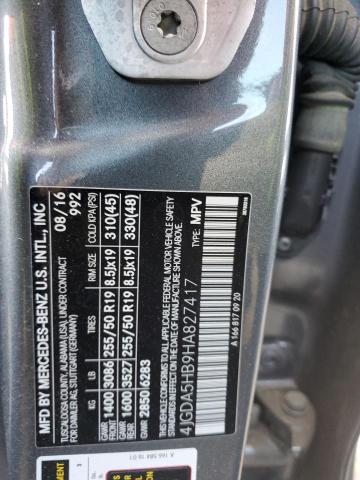 MFD BY MERCEDES-BENZ U.S. INTL., INC
TUSCALOOSA COUNTY, ALABAMA (USA), UNDER CONTRACT
FOR DAIMLER AG, STUTTGART (GERMANY)
08/16
992
KG LB TIRES RIM SIZE COLD KPA(PSI)
GAWR FRONT 1400 3086 255/50 R19 8.5Jx19 310(45)
GAWR REAR 1600 3527 255/50 R19 8.5Jx19 330(48)
GVWR 2850 6283
THIS VEHICLE CONFORMS TO ALL APPLICABLE FEDERAL MOTOR VEHICLE SAFETY
STANDARDS IN EFFECT ON THE DATE OF MANUFACTURE SHOWN ABOVE.
4JGDA5HB9HA827417 TYPE: MPV
A 166 817 09 20
A 166 584 16 01